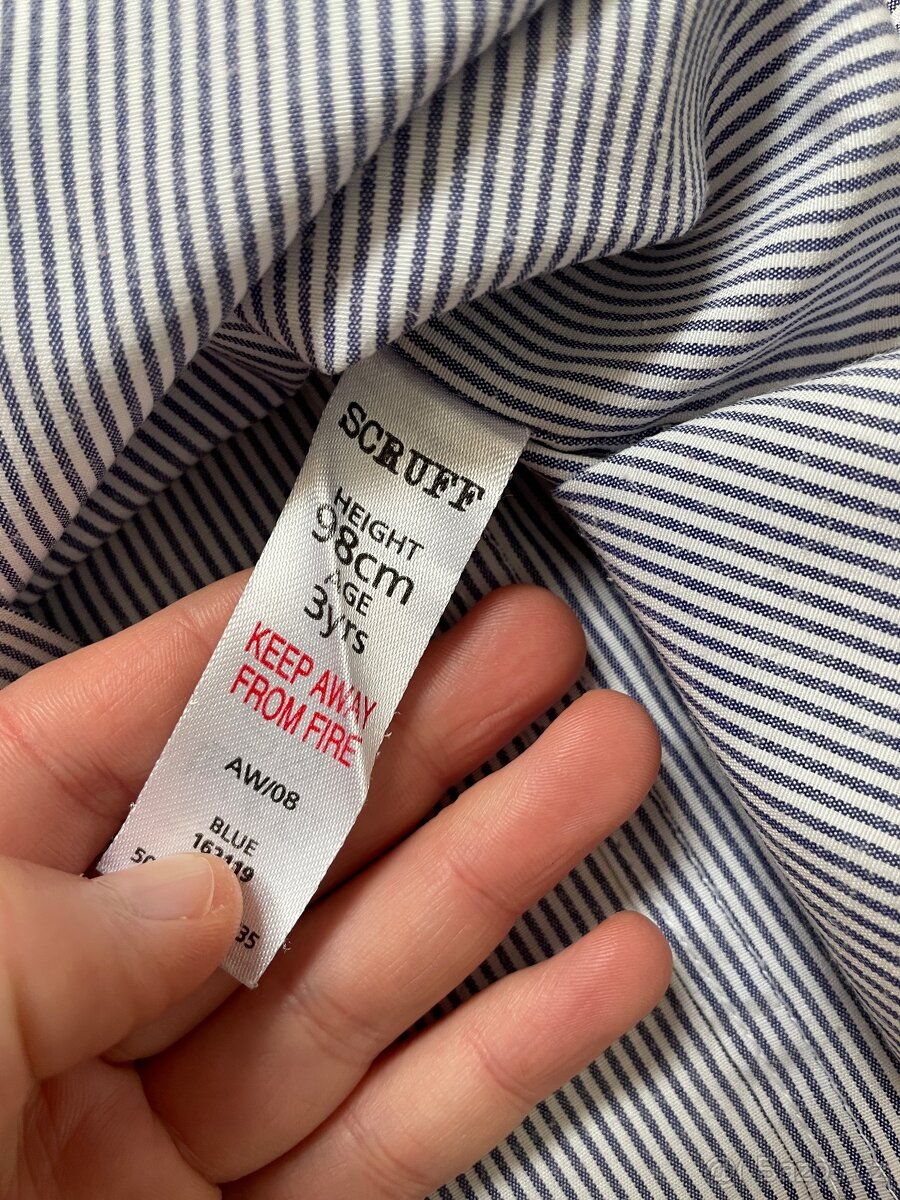 SCRUFF
HEIGHT
98cm
AGE
3yrs
KEEP AWAY
FROM FIRE
AW/08
BLUE
162119